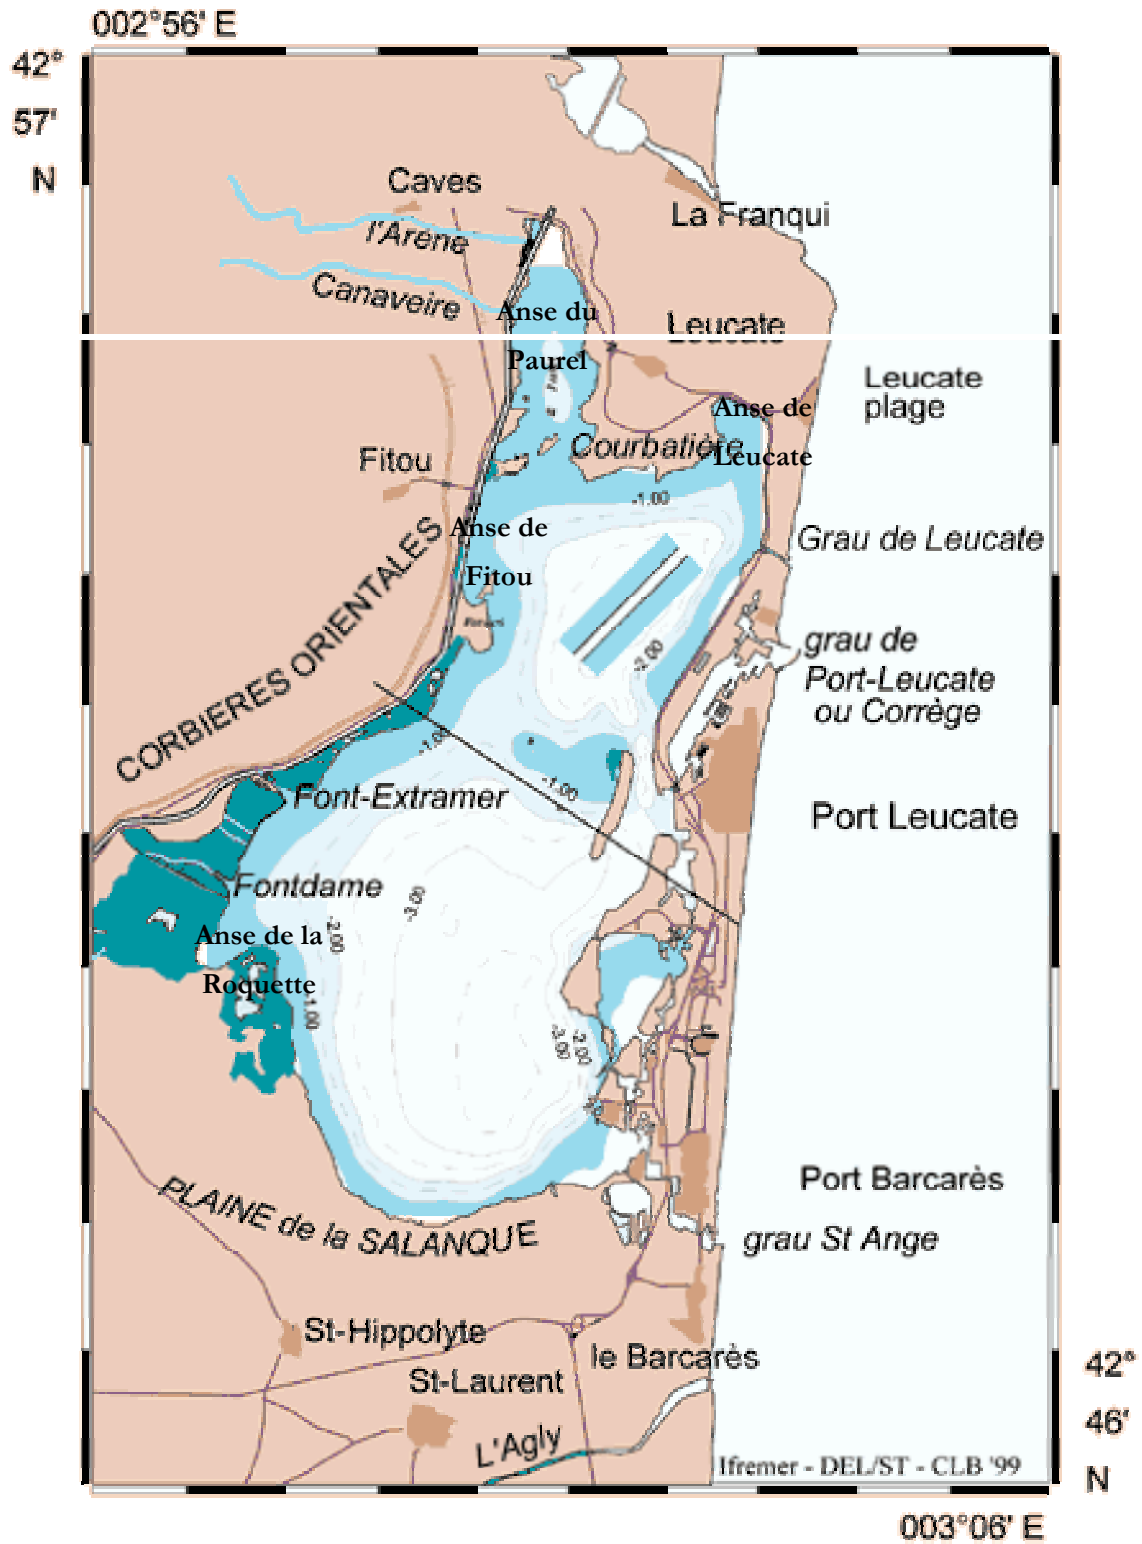 002°56' E
42°
57'
N
Caves
La Franqui
l'Arène
Canaveire
Anse du
Paurel
Leucate
Leucate
plage
Anse de
Leucate
Courbatière
Fitou
-1.00
Anse de
Fitou
Grau de Leucate
CORBIERES ORIENTALES
-2.00
grau de
Port-Leucate
ou Corrège
-1.00
-1.00
Font-Extramer
Port Leucate
Fontdame
-3.00
Anse de la
Roquette
-2.00
-1.00
-3.00
-2.00
Port Barcarès
PLAINE de la SALANQUE
grau St Ange
St-Hippolyte
le Barcarès
St-Laurent
L'Agly
42°
46'
N
Ifremer - DEL/ST - CLB '99
003°06' E